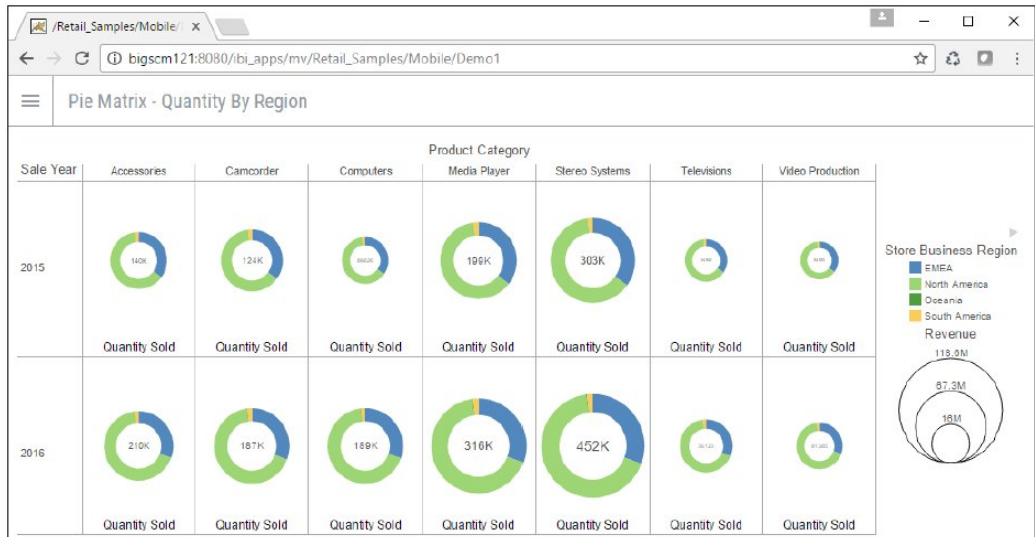 /Retail_Samples/Mobile/
bigscm121:8080/ibi_apps/mv/Retail_Samples/Mobile/Demo1
Pie Matrix - Quantity By Region
Product Category
Sale Year Accessories Camcorder Computers Media Player Stereo Systems Televisions Video Production
2015 140K 124K 199K 303K
Quantity Sold Quantity Sold Quantity Sold Quantity Sold Quantity Sold Quantity Sold Quantity Sold
2016 210K 187K 189K 316K 452K
Quantity Sold Quantity Sold Quantity Sold Quantity Sold Quantity Sold Quantity Sold Quantity Sold
Store Business Region
EMEA
North America
Oceania
South America
Revenue
118.6M
67.3M
16M